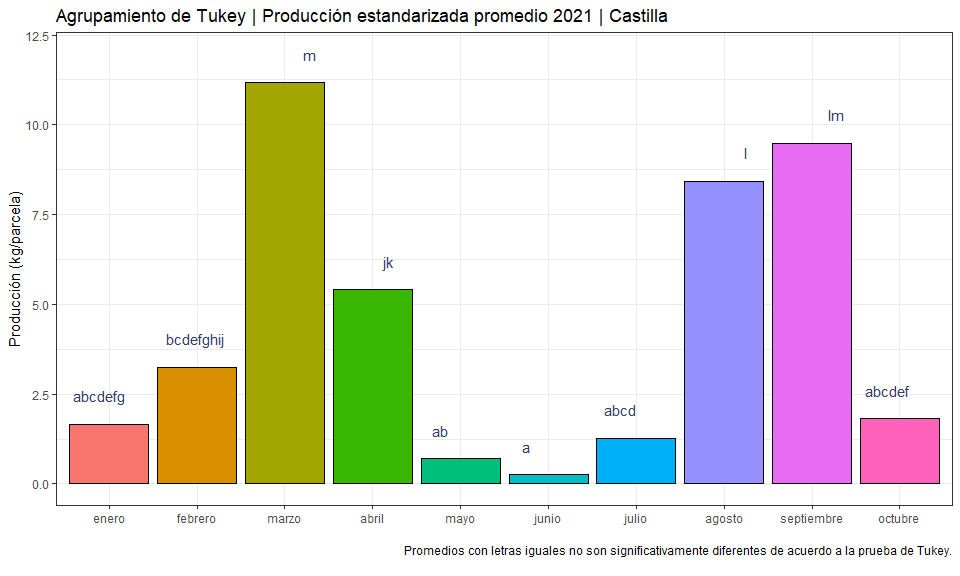 Agrupamiento de Tukey | Producción estandarizada promedio 2021 | Castilla
Producción (kg/parcela)
12.5
10.0
7.5
5.0
2.5
0.0
abcdefg
bcdefghij
m
jk
ab
a
abcd
l
lm
abcdef
enero febrero marzo abril mayo junio julio agosto septiembre octubre
Promedios con letras iguales no son significativamente diferentes de acuerdo a la prueba de Tukey.